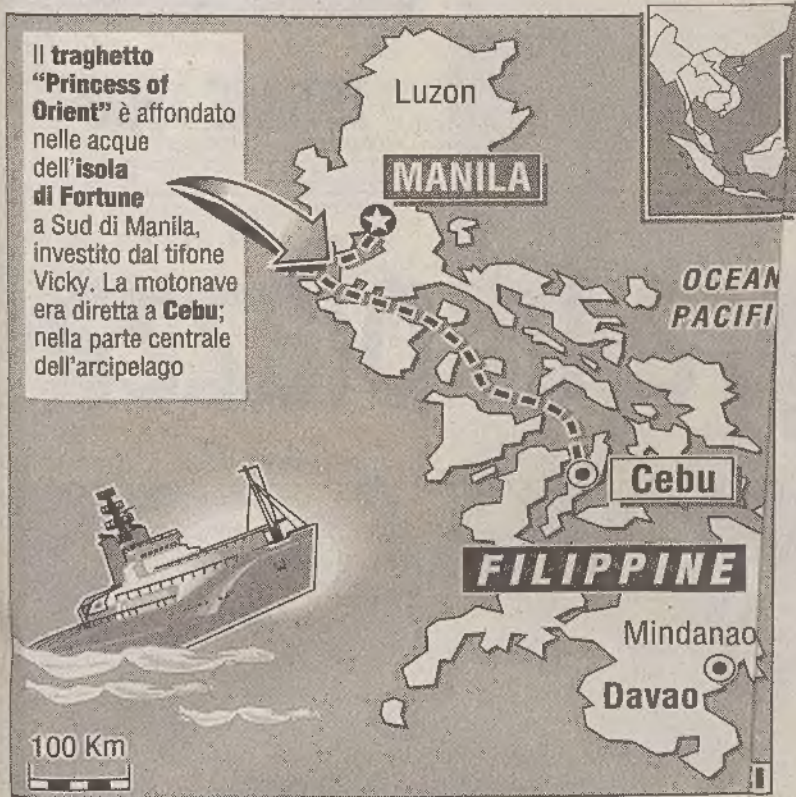 Il traghetto
“Princess of
Orient” è affondato
nelle acque
dell'isola
di Fortune
a Sud di Manila,
investito dal tifone
Vicky. La motonave
era diretta a Cebu;
nella parte centrale
dell'arcipelago
Luzon
MANILA
OCEAN
PACIFI
Cebu
FILIPPINE
Mindanao
Davao
100 Km